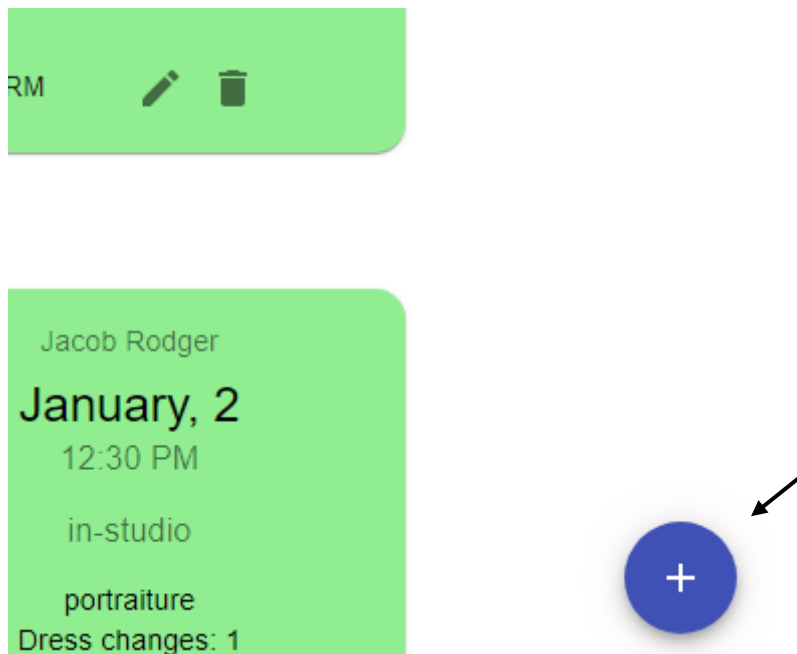 RM
Jacob Rodger
January, 2
12:30 PM
in-studio
portraiture
Dress changes: 1
+